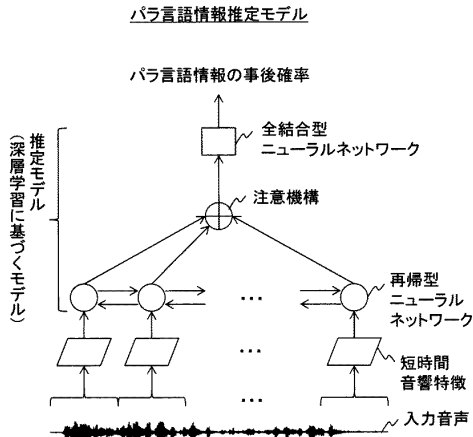 パラ言語情報推定モデル
パラ言語情報の事後確率
全結合型
ニューラルネットワーク
注意機構
推定モデル
(深層学習に基づくモデル)
再帰型
ニューラル
ネットワーク
…
短時間
音響特徴
…
…
入力音声